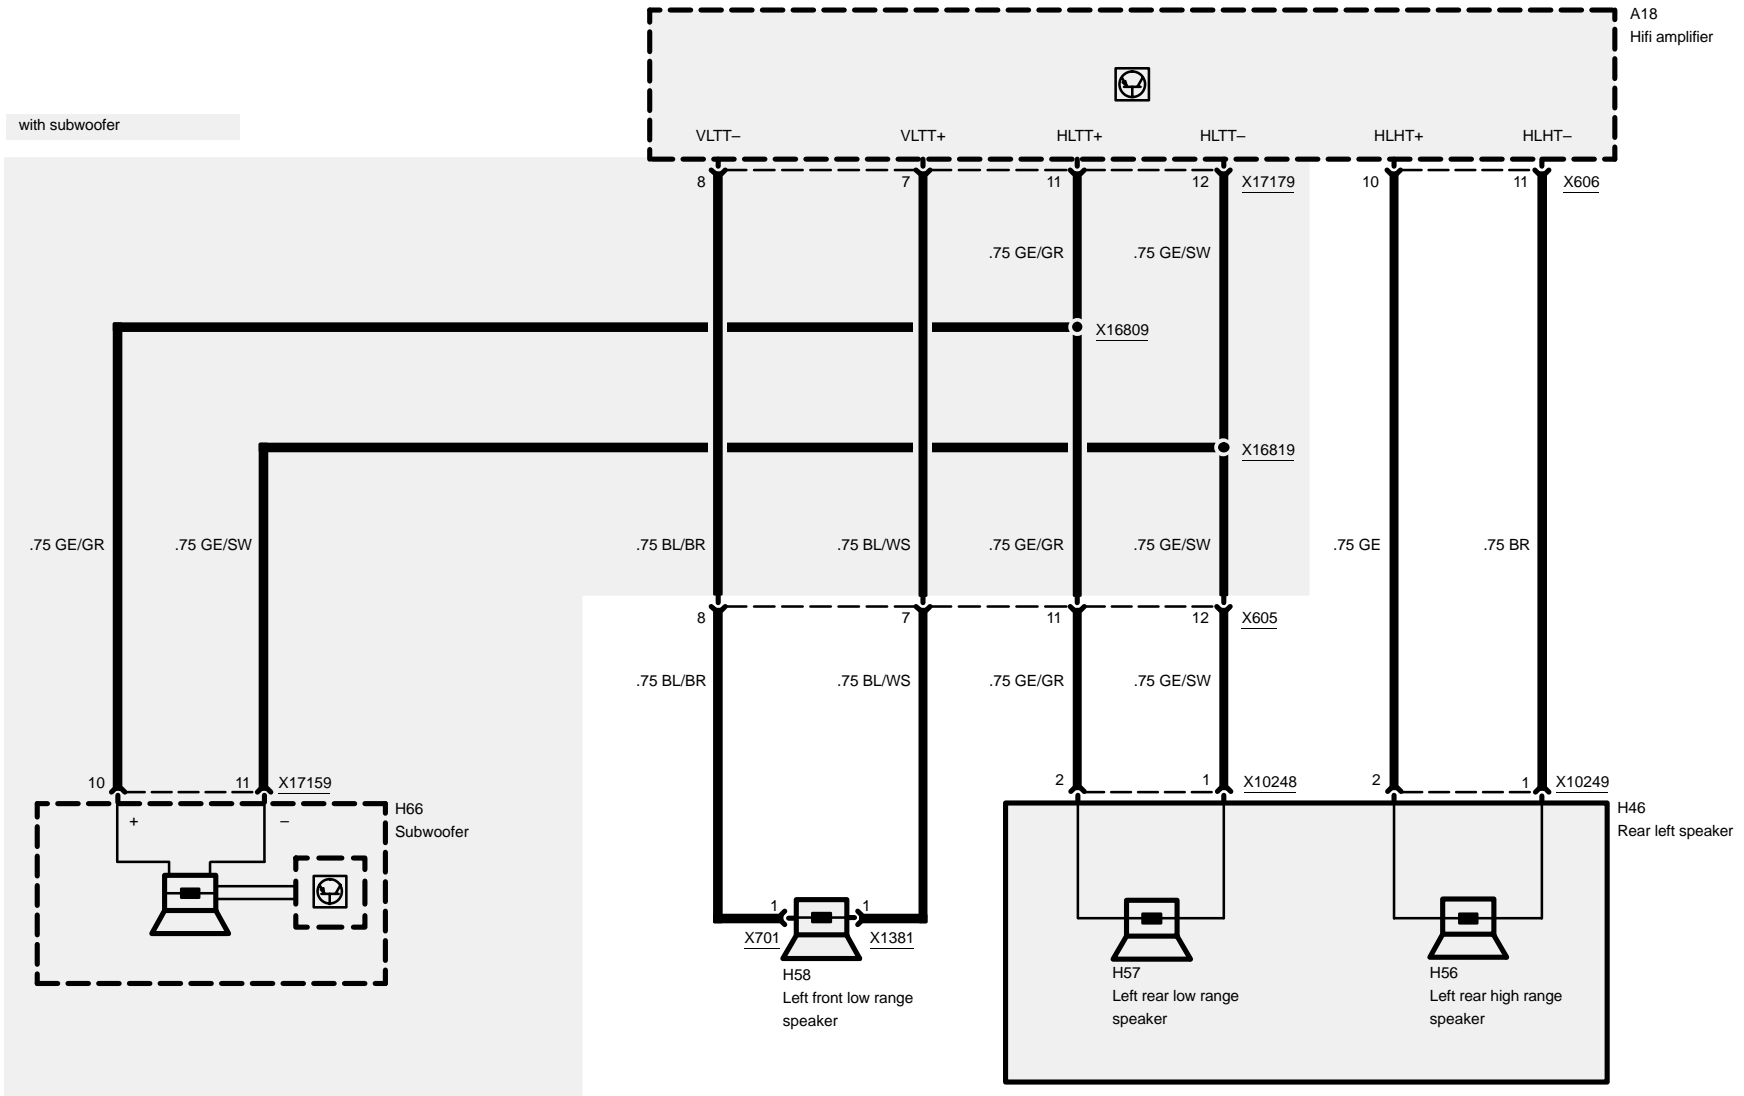 A18
Hifi amplifier
with subwoofer
VLTT–
VLTT+
HLTT+
HLTT–
HLHT+
HLHT–
8
7
11
12
X17179
10
11
X606
.75 GE/GR
.75 GE/SW
X16809
X16819
.75 GE/GR
.75 GE/SW
.75 BL/BR
.75 BL/WS
.75 GE/GR
.75 GE/SW
.75 GE
.75 BR
8
7
11
12
X605
.75 BL/BR
.75 BL/WS
.75 GE/GR
.75 GE/SW
10
11
X17159
2
1
X10248
2
1
X10249
H66
Subwoofer
+
–
H46
Rear left speaker
1
1
X701
X1381
H58
Left front low range
speaker
H57
Left rear low range
speaker
H56
Left rear high range
speaker